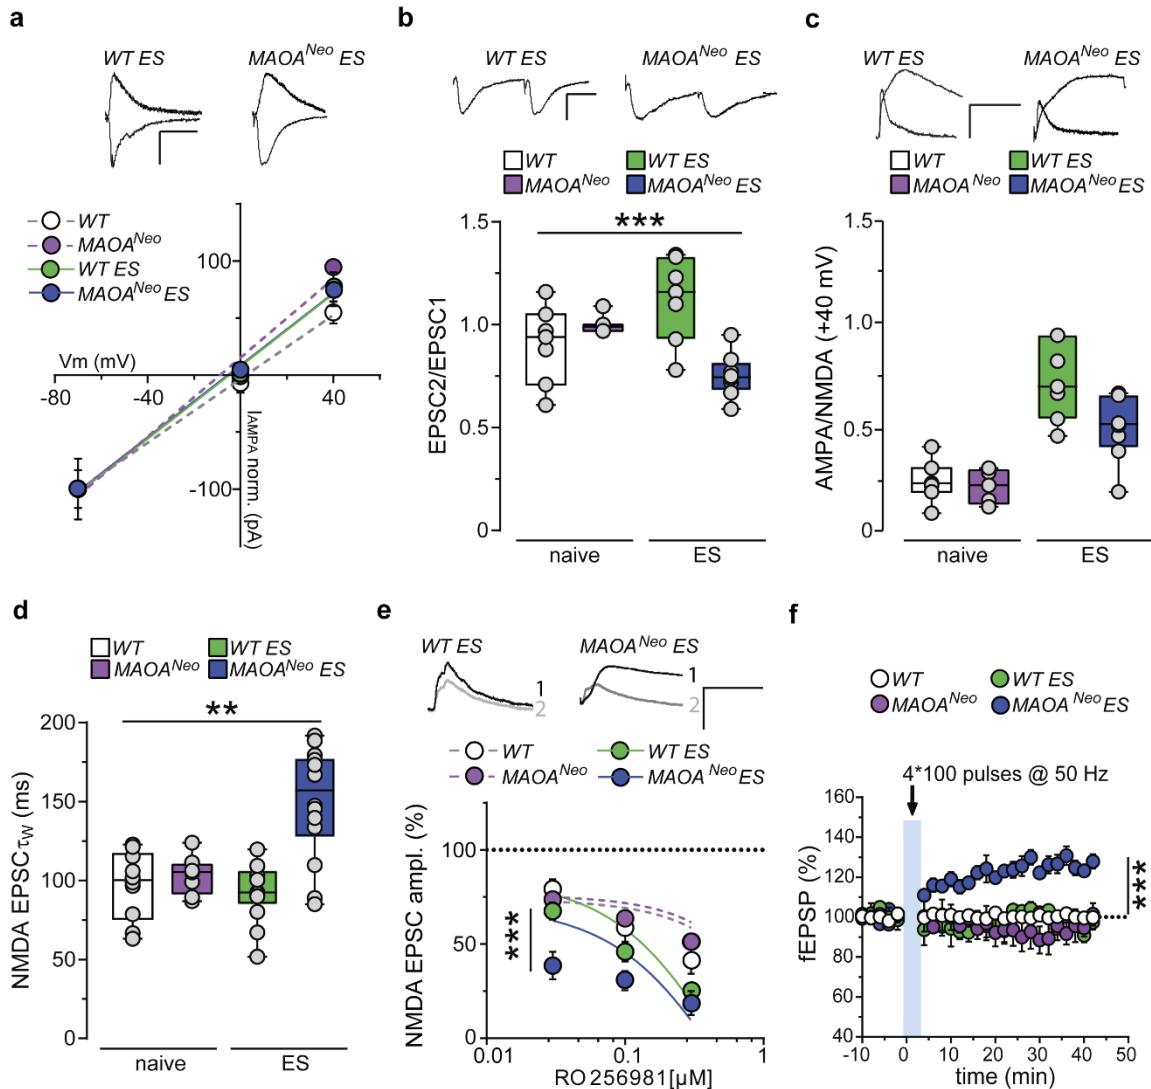 a
WT ES
MAOA^Neo ES
WT
MAOA^Neo
WT ES
MAOA^Neo ES
100
Vm (mV)
-80
-40
40
-100
IAMPA norm. (pA)
b
WT ES
MAOA^Neo ES
WT
WT ES
MAOA^Neo
MAOA^Neo ES
***
1.5
1.0
0.75
0.5
0
EPSC2/EPSC1
naive
ES
c
WT ES
MAOA^Neo ES
WT
WT ES
MAOA^Neo
MAOA^Neo ES
1.5
1.0
0.5
0
AMPA/NMDA (+40 mV)
naive
ES
d
WT
WT ES
MAOA^Neo
MAOA^Neo ES
**
200
150
100
50
0
NMDA EPSCτW (ms)
naive
ES
e
WT ES
MAOA^Neo ES
1
2
1
2
WT
WT ES
MAOA^Neo
MAOA^Neo ES
100
50
0
NMDA EPSC ampl. (%)
***
0.01
0.1
1
RO 256981[µM]
f
WT
WT ES
MAOA^Neo
MAOA^Neo ES
4*100 pulses @ 50 Hz
160
140
120
100
80
60
40
fEPSP (%)
***
-10
0
10
20
30
40
50
time (min)